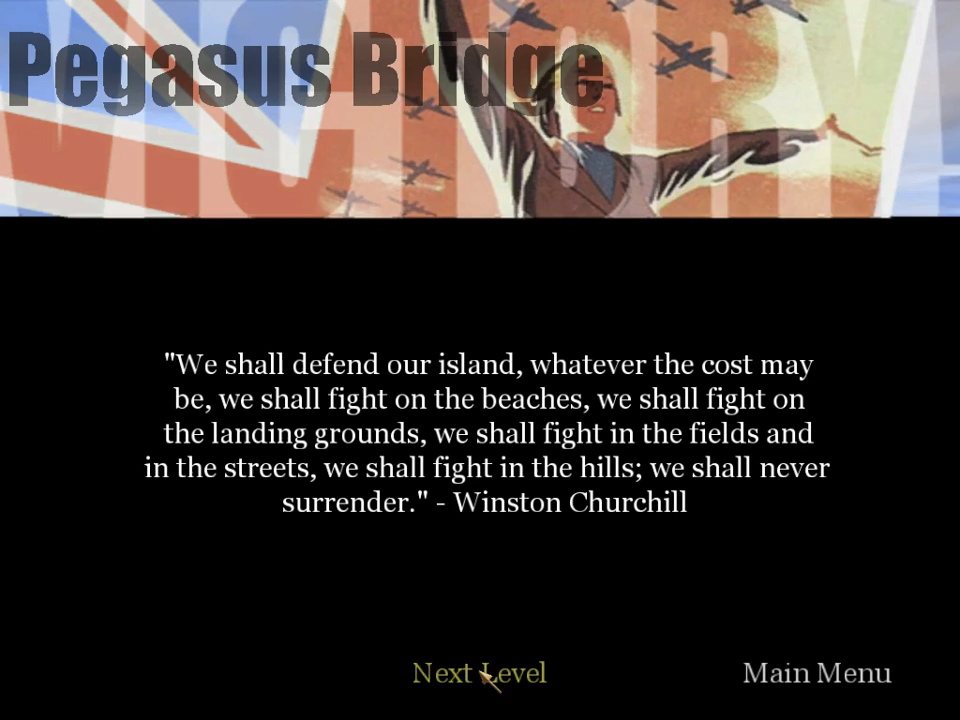 Pegasus Bridge
VICTORY.
"We shall defend our island, whatever the cost may
be, we shall fight on the beaches, we shall fight on
the landing grounds, we shall fight in the fields and
in the streets, we shall fight in the hills; we shall never
surrender." - Winston Churchill
Next Level
Main Menu